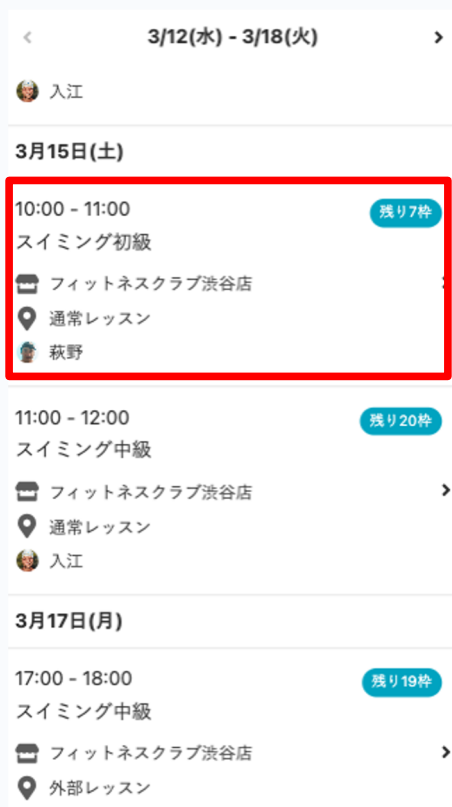 3/12(水) - 3/18(火)
入江
3月15日(土)
10:00 - 11:00
残り7枠
スイミング初級
フィットネスクラブ渋谷店
通常レッスン
萩野
11:00 - 12:00
残り20枠
スイミング中級
フィットネスクラブ渋谷店
通常レッスン
入江
3月17日(月)
17:00 - 18:00
残り19枠
スイミング中級
フィットネスクラブ渋谷店
外部レッスン